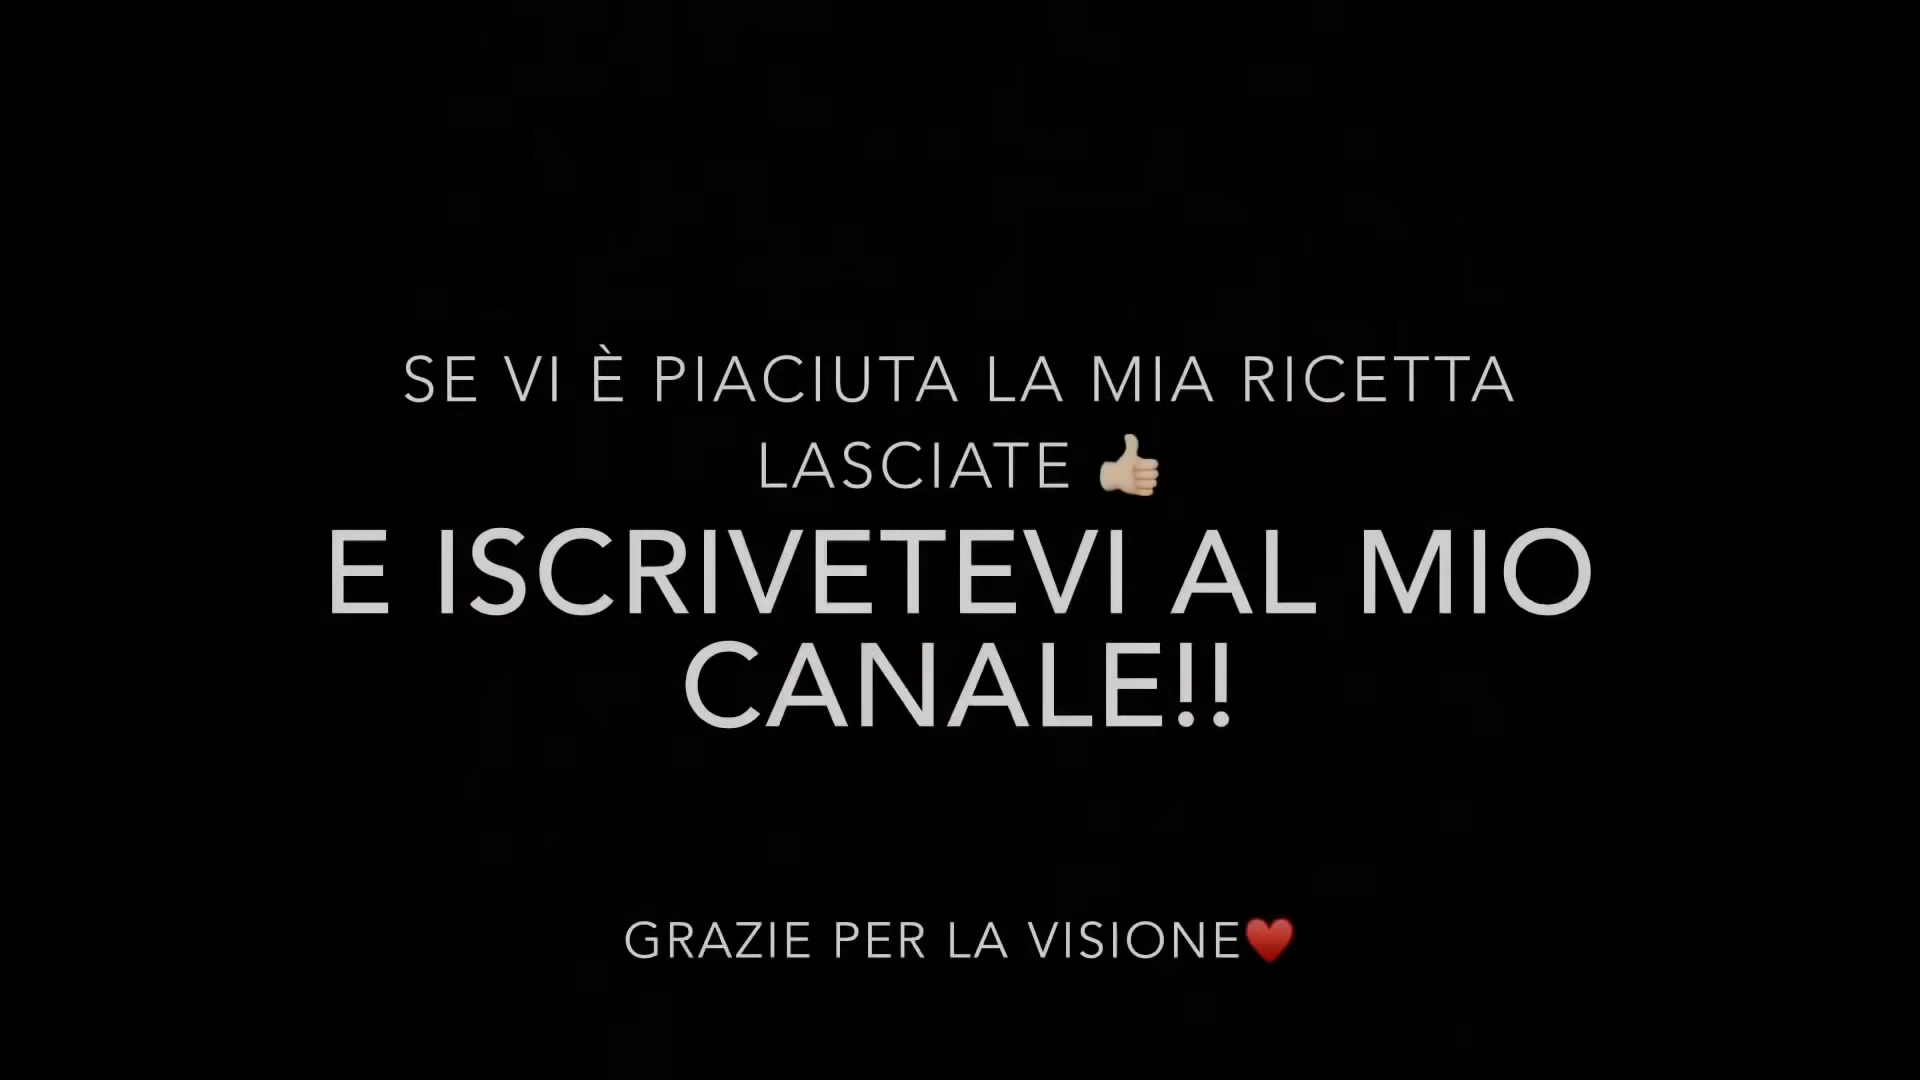 SE VI È PIACIUTA LA MIA RICETTA
LASCIATE 👍🏼
E ISCRIVETEVI AL MIO
CANALE!!
GRAZIE PER LA VISIONE♥️